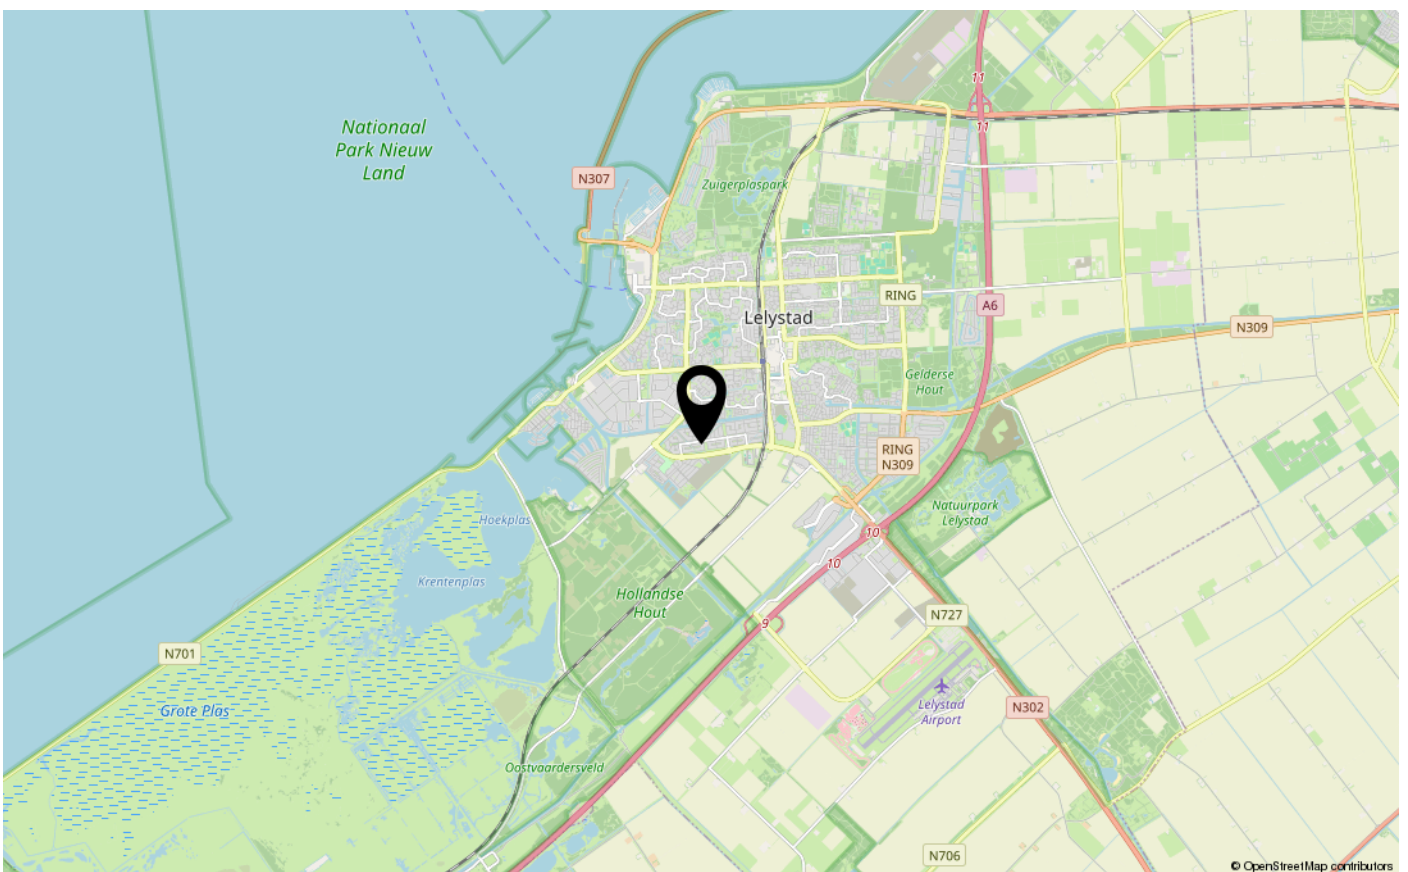 11
Nationaal
Park Nieuw
Land
11
N307
Zuigerplaspark
RING
A6
Lelystad
N309
Gelderse
Hout
RING
N309
Natuurpark
Lelystad
Hoekplas
10
10
Krentenplas
Hollandse
Hout
N727
9
N701
Grote Plas
Lelystad
Airport
N302
Oostvaardersveld
N706
© OpenStreetMap contributors